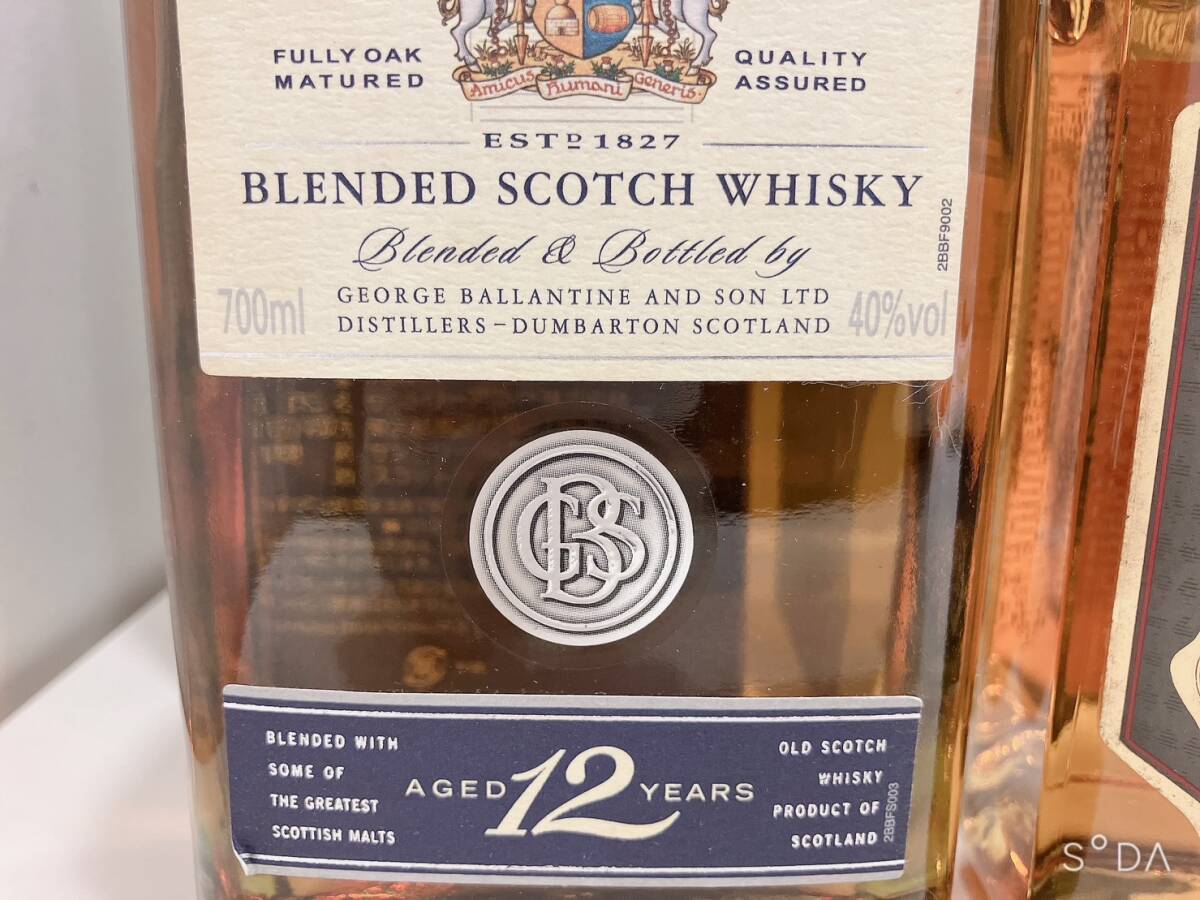 FULLY OAK
MATURED
QUALITY
ASSURED
Amicus Humani Generis
ESTD 1827
BLENDED SCOTCH WHISKY
Blended & Bottled by
GEORGE BALLANTINE AND SON LTD
DISTILLERS – DUMBARTON SCOTLAND
700ml
40%vol
2BBF9002
GBS
BLENDED WITH
SOME OF
THE GREATEST
SCOTTISH MALTS
AGED 12 YEARS
OLD SCOTCH
WHISKY
PRODUCT OF
SCOTLAND
2BBFS003
SODA